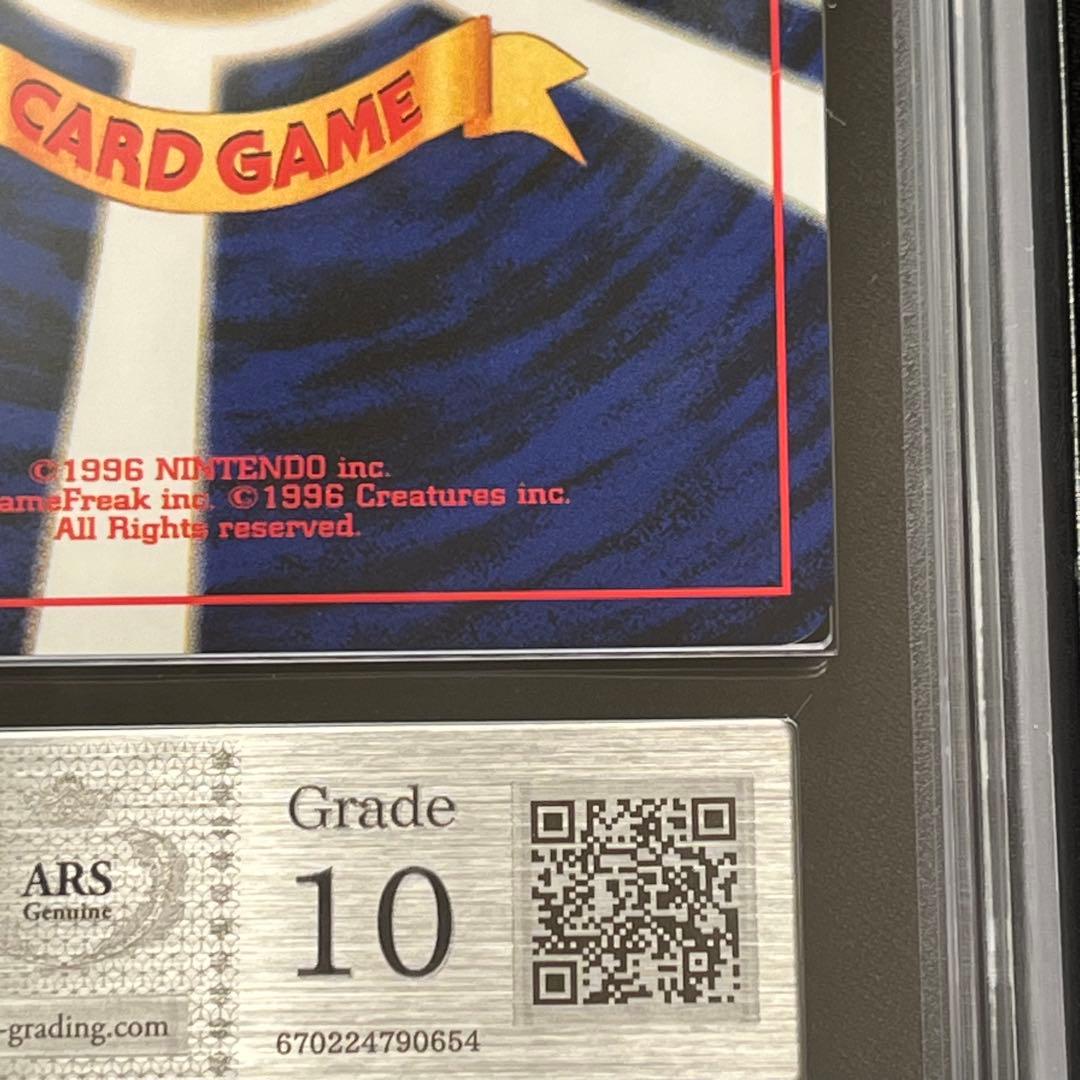 CARD GAME
©1996 NINTENDO inc.
ameFreak inc. ©1996 Creatures inc.
All Rights reserved.
Grade
10
ARS
Genuine
-grading.com
670224790654